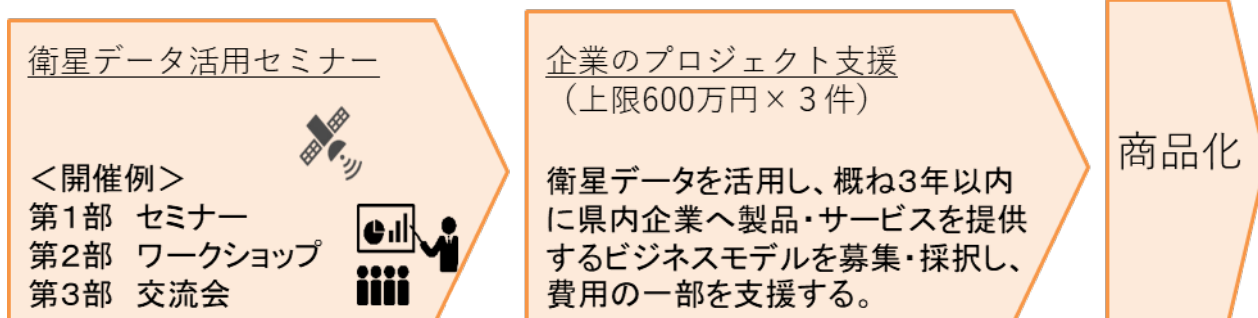 衛星データ活用セミナー
＜開催例＞
第1部 セミナー
第2部 ワークショップ
第3部 交流会
企業のプロジェクト支援
（上限600万円×３件）
衛星データを活用し、概ね3年以内
に県内企業へ製品・サービスを提供
するビジネスモデルを募集・採択し、
費用の一部を支援する。
商品化